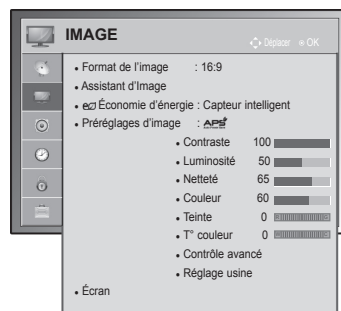 IMAGE
Déplacer OK
• Format de l'image : 16:9
• Assistant d'Image
• Économie d'énergie : Capteur intelligent
• Préréglages d'image : APS
• Contraste 100
• Luminosité 50
• Netteté 65
• Couleur 60
• Teinte 0
• T° couleur 0
• Contrôle avancé
• Réglage usine
• Écran